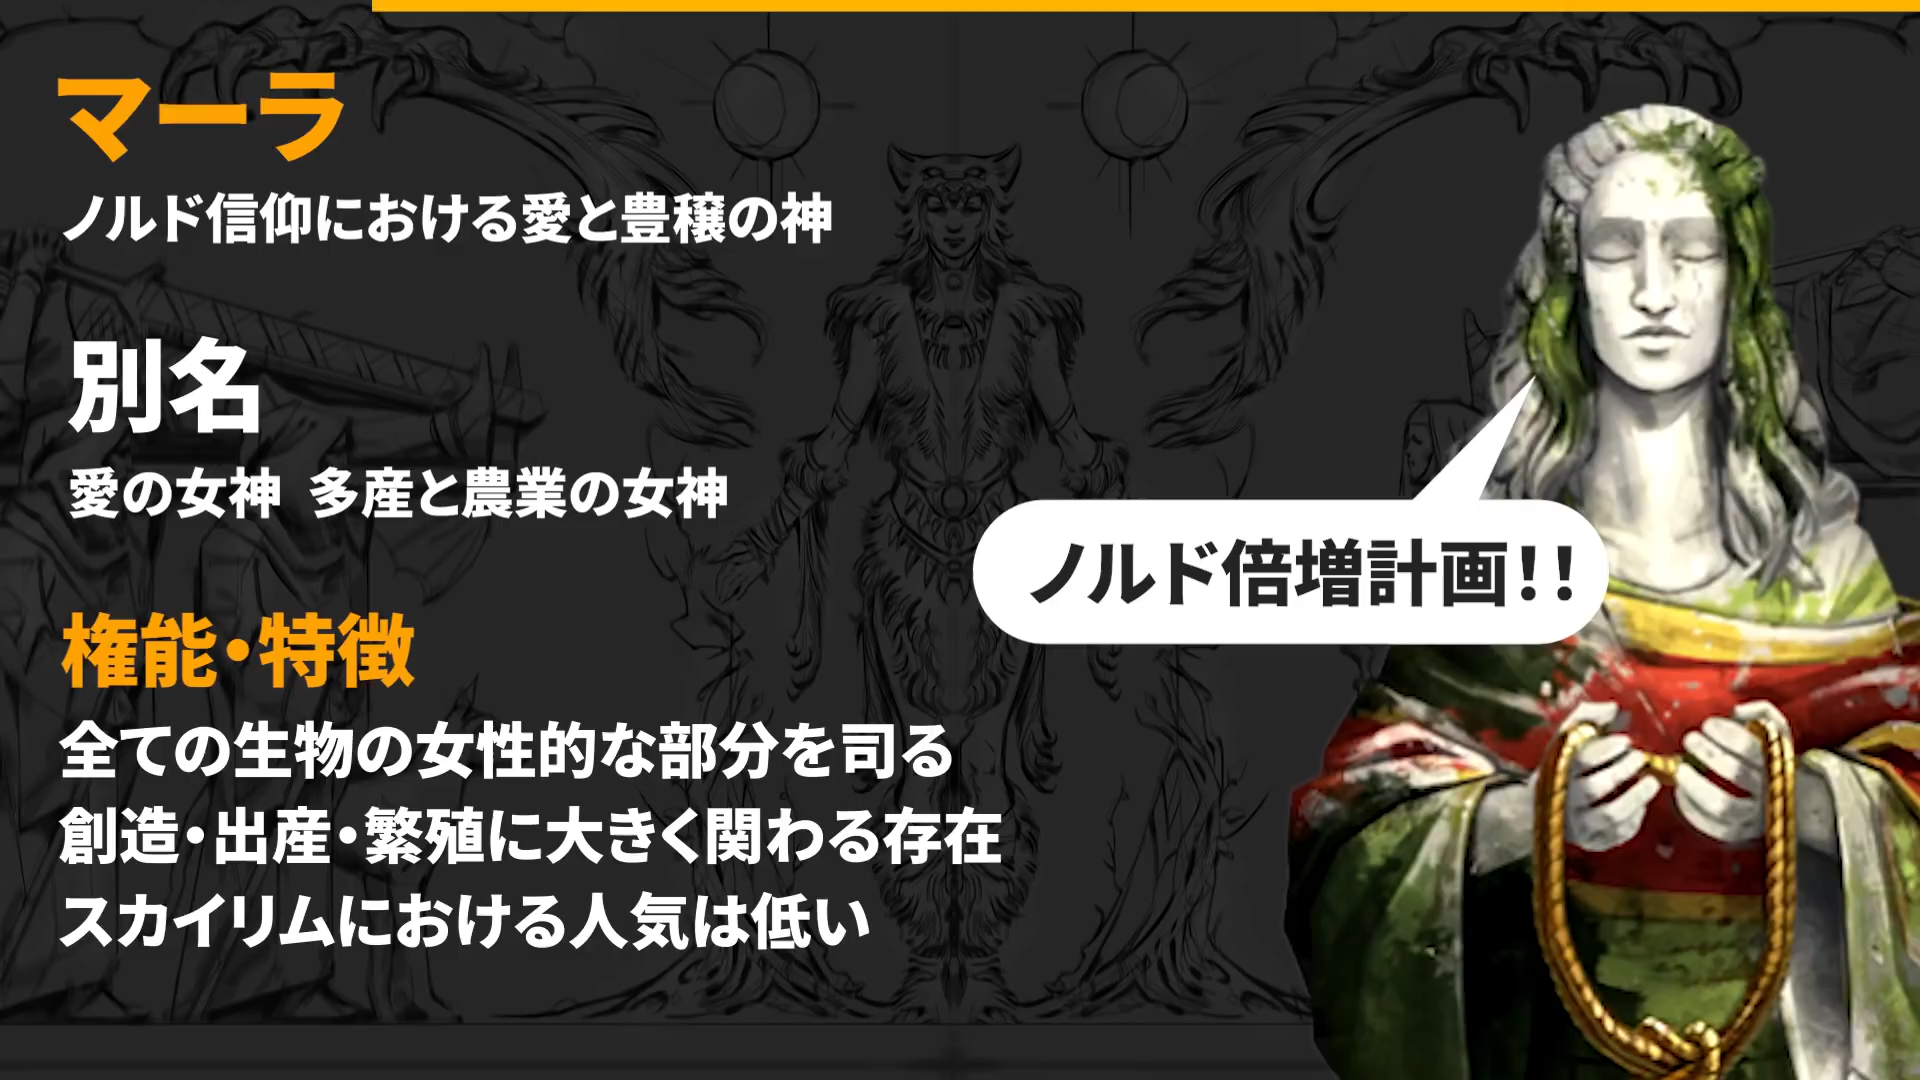 マーラ
ノルド信仰における愛と豊穣の神
別名
愛の女神 多産と農業の女神
ノルド倍増計画!!
権能・特徴
全ての生物の女性的な部分を司る
創造・出産・繁殖に大きく関わる存在
スカイリムにおける人気は低い